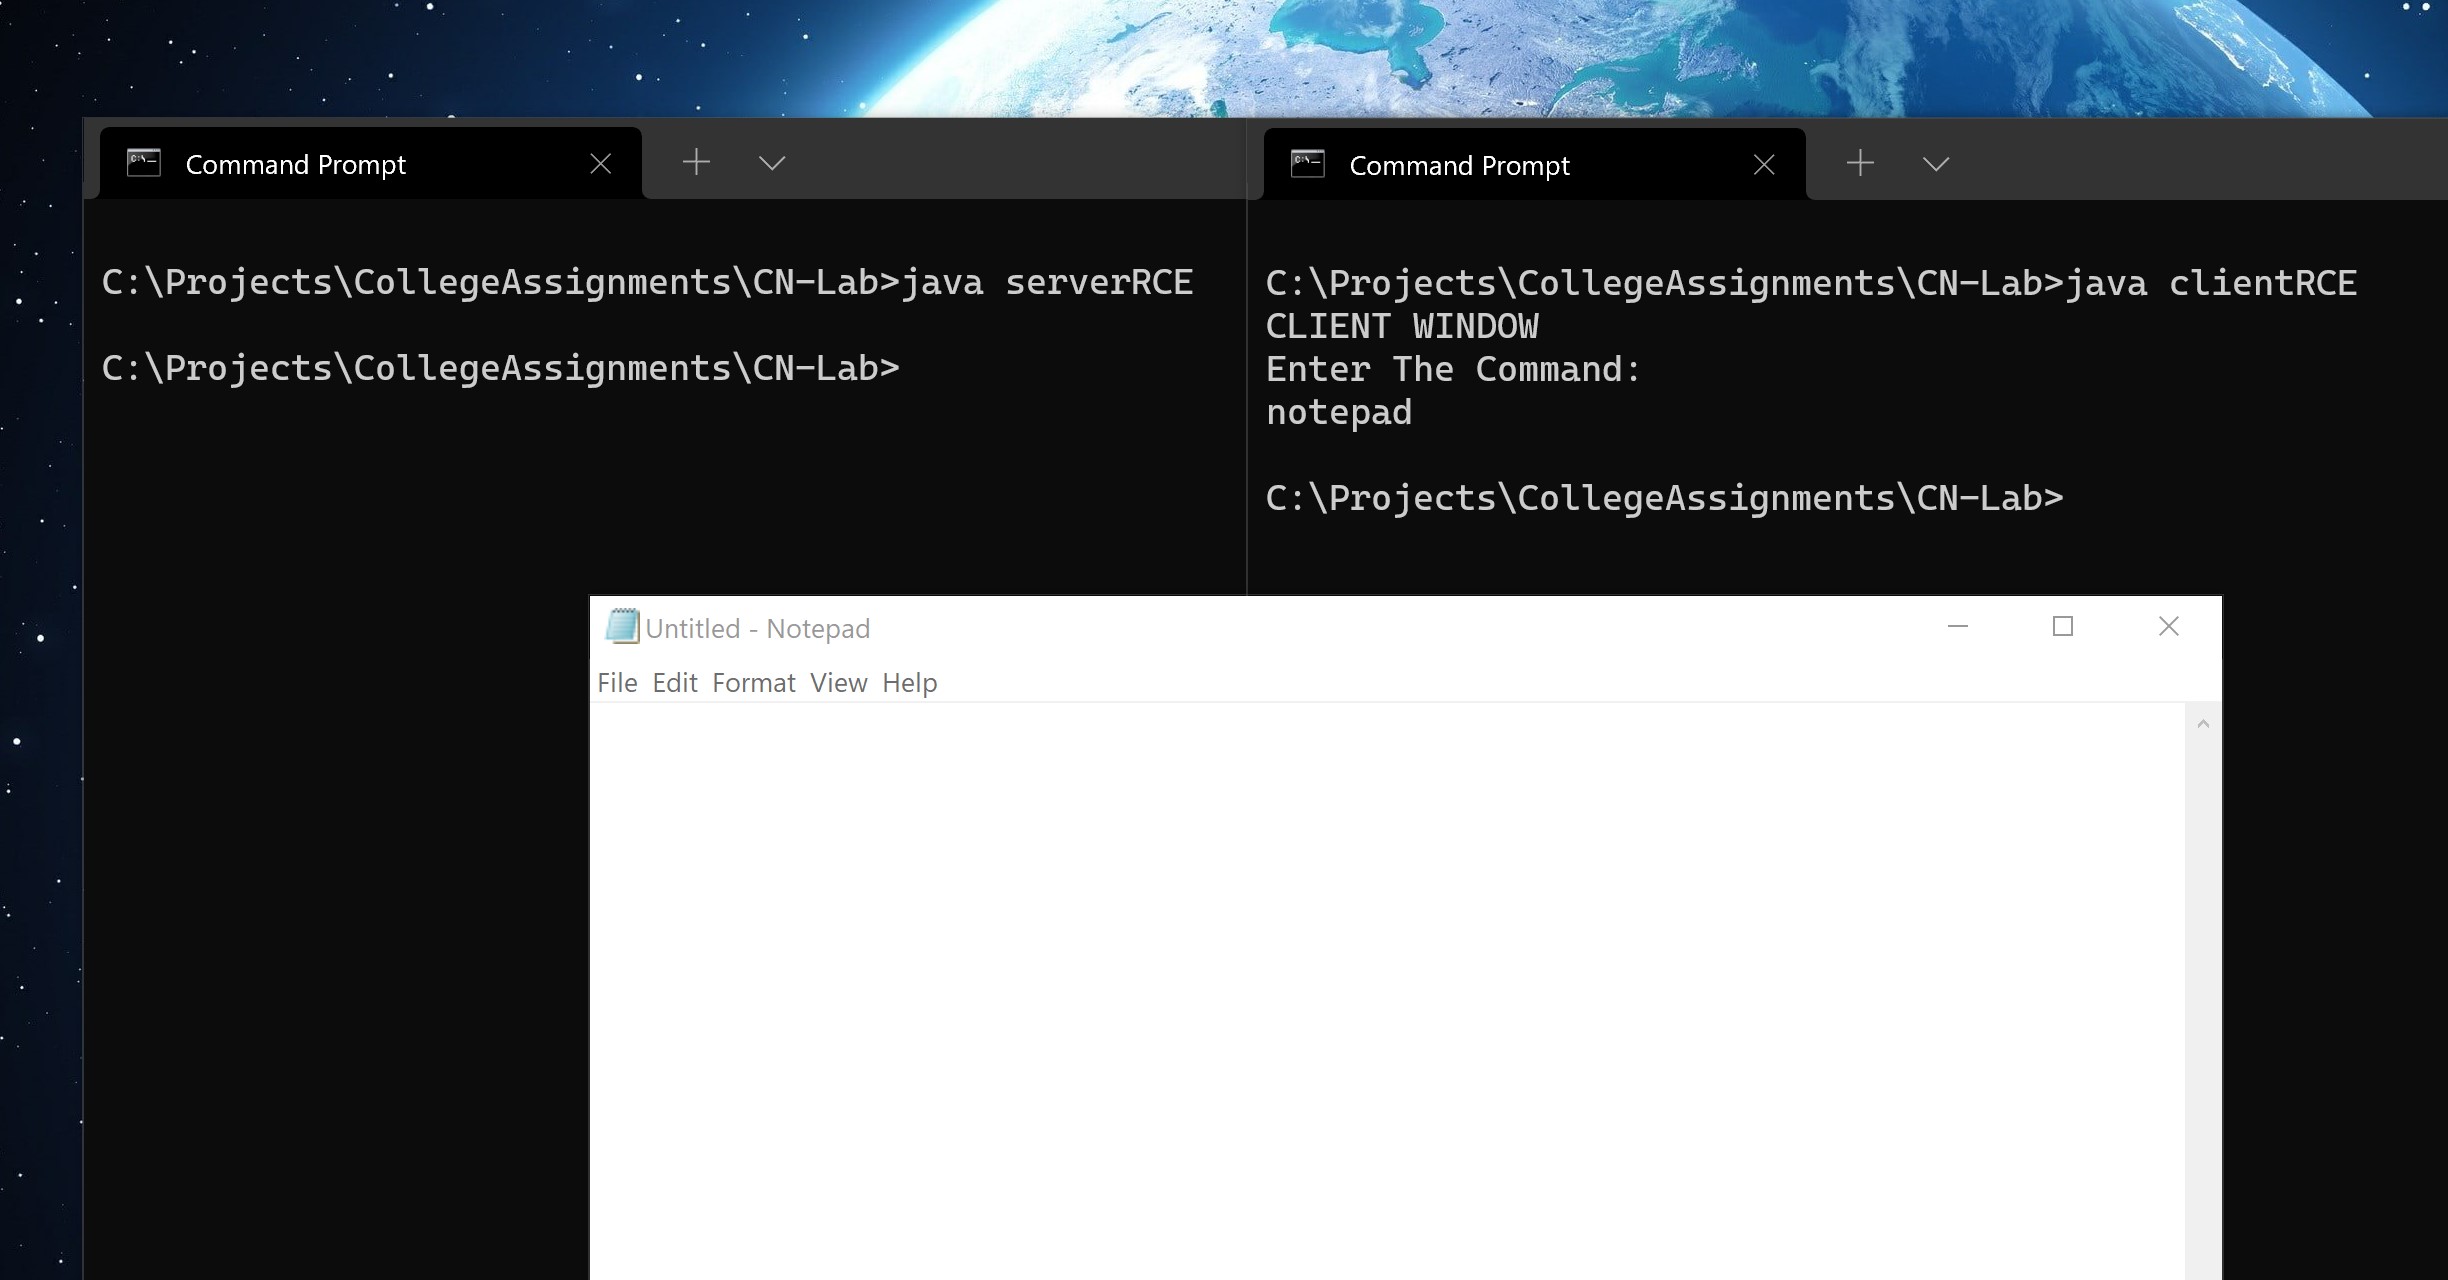 Command Prompt
C:\Projects\CollegeAssignments\CN-Lab>java serverRCE
C:\Projects\CollegeAssignments\CN-Lab>
Command Prompt
C:\Projects\CollegeAssignments\CN-Lab>java clientRCE
CLIENT WINDOW
Enter The Command:
notepad
C:\Projects\CollegeAssignments\CN-Lab>
Untitled - Notepad
File Edit Format View Help